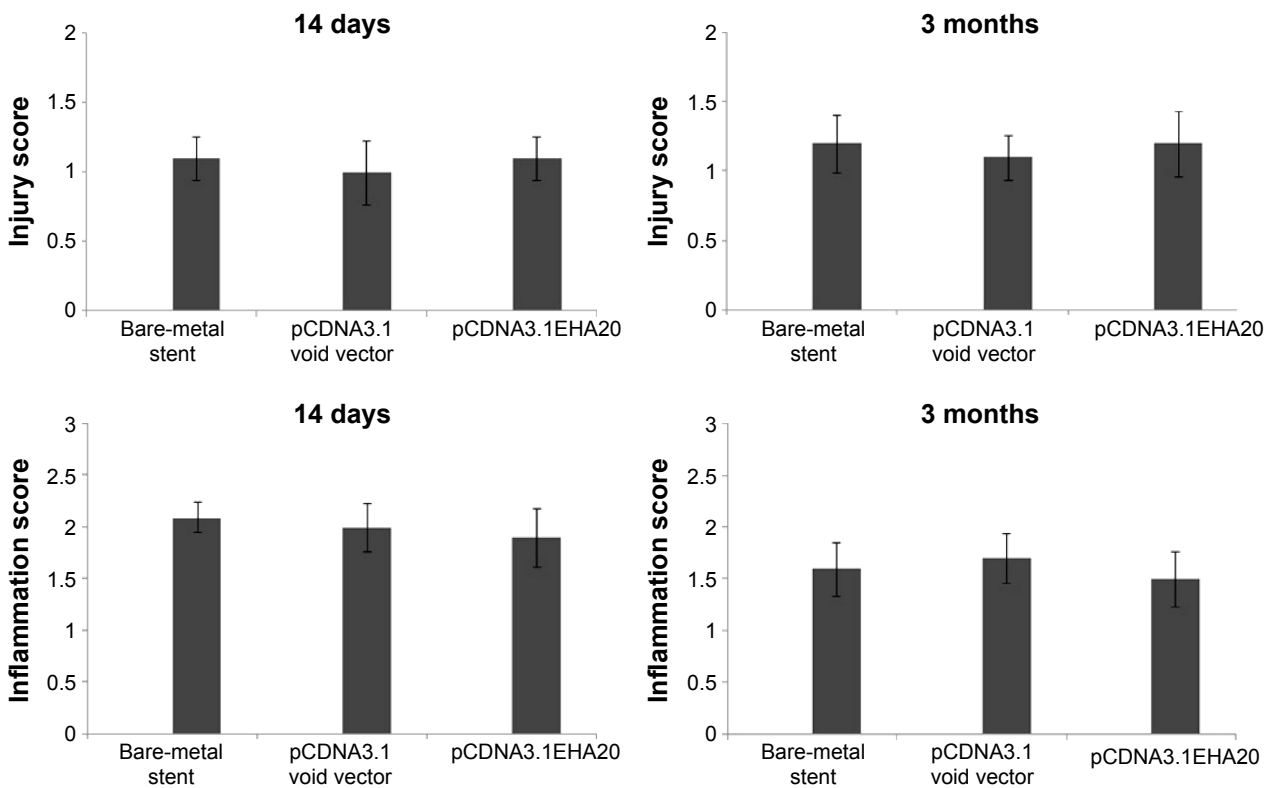 14 days
Injury score
2
1.5
1
0.5
0
Bare-metal
stent
pCDNA3.1
void vector
pCDNA3.1EHA20
3 months
Injury score
2
1.5
1
0.5
0
Bare-metal
stent
pCDNA3.1
void vector
pCDNA3.1EHA20
14 days
Inflammation score
3
2.5
2
1.5
1
0.5
0
Bare-metal
stent
pCDNA3.1
void vector
pCDNA3.1EHA20
3 months
Inflammation score
3
2.5
2
1.5
1
0.5
0
Bare-metal
stent
pCDNA3.1
void vector
pCDNA3.1EHA20